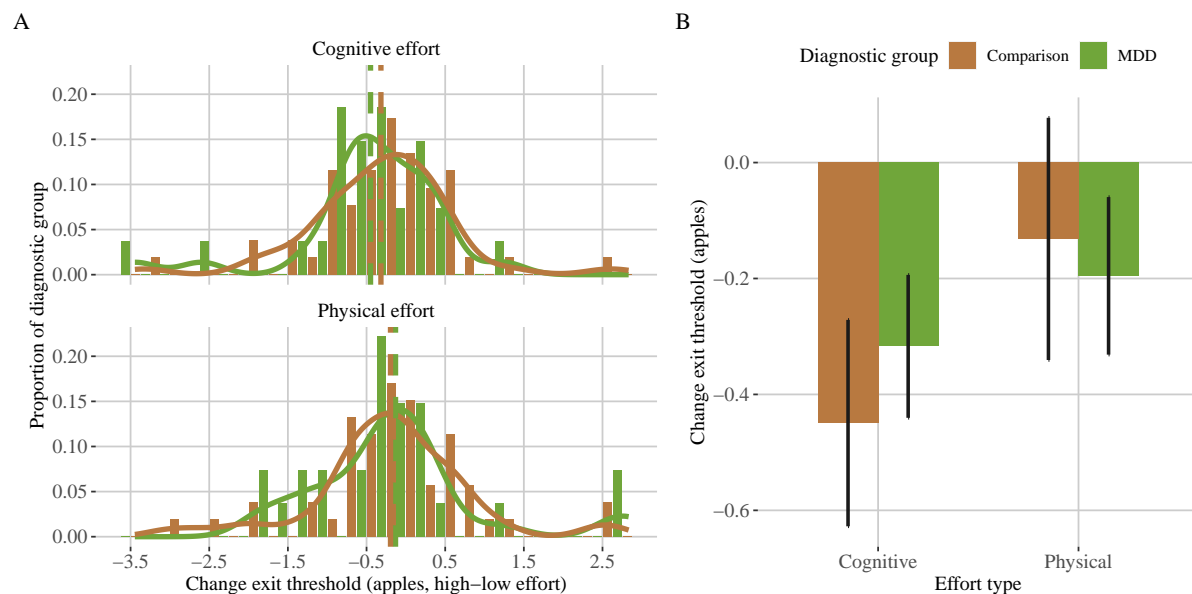 A
Cognitive effort
0.20
0.15
0.10
0.05
0.00
Physical effort
0.20
0.15
0.10
0.05
0.00
−3.5 −2.5 −1.5 −0.5 0.5 1.5 2.5
Change exit threshold (apples, high−low effort)
Proportion of diagnostic group
B
Diagnostic group Comparison MDD
0.0
−0.2
−0.4
−0.6
Cognitive Physical
Effort type
Change exit threshold (apples)